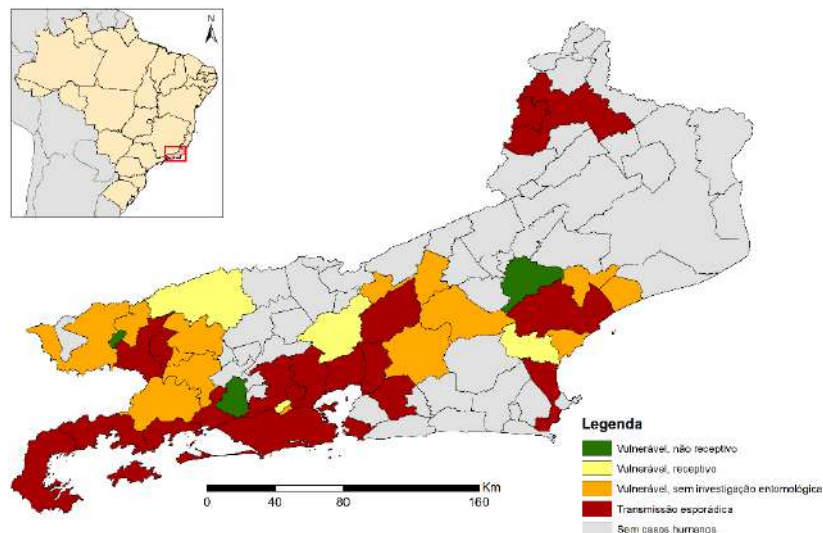 N
Km
0 40 80 160
Legenda
Vulnerável, não receptivo
Vulnerável, receptivo
Vulnerável, sem investigação entomológica
Transmissão esporádica
Sem casos humanos